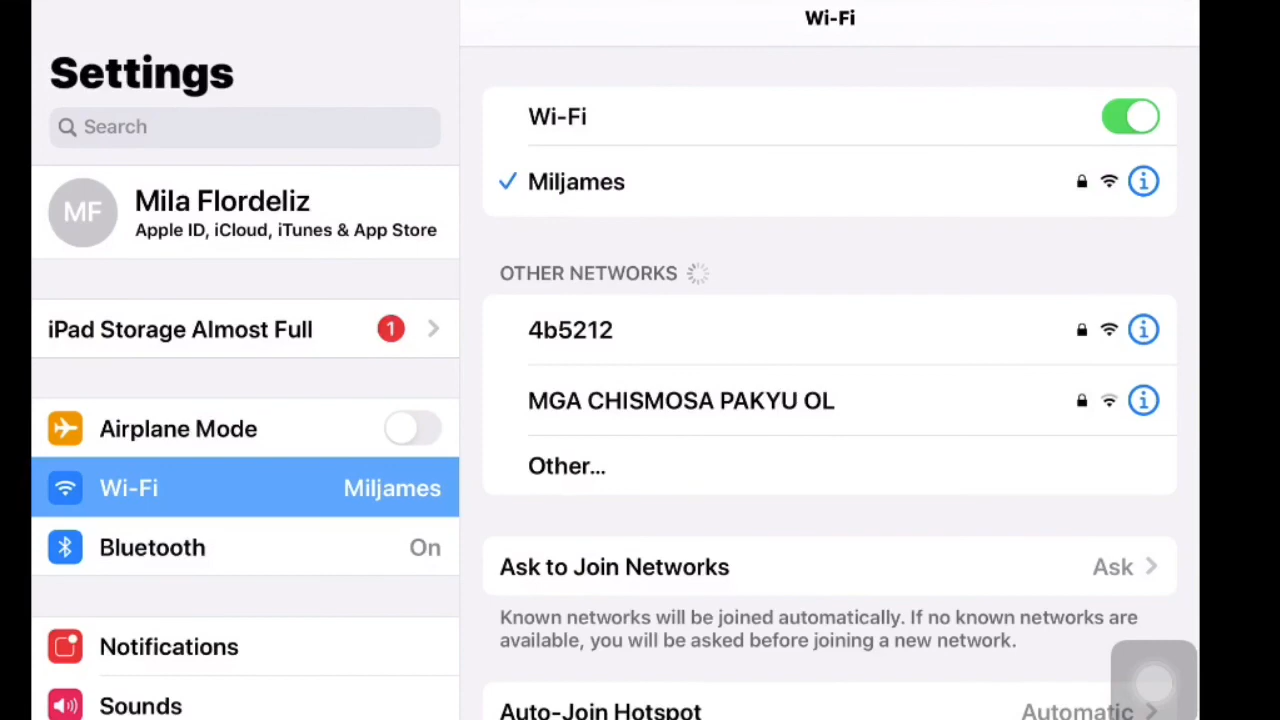 Wi-Fi
Settings
Search
MF
Mila Flordeliz
Apple ID, iCloud, iTunes & App Store
iPad Storage Almost Full 1
Airplane Mode
Wi-Fi Miljames
Bluetooth On
Notifications
Sounds
Wi-Fi
Miljames
OTHER NETWORKS
4b5212
MGA CHISMOSA PAKYU OL
Other...
Ask to Join Networks Ask
Known networks will be joined automatically. If no known networks are
available, you will be asked before joining a new network.
Auto-Join Hotspot Automatic